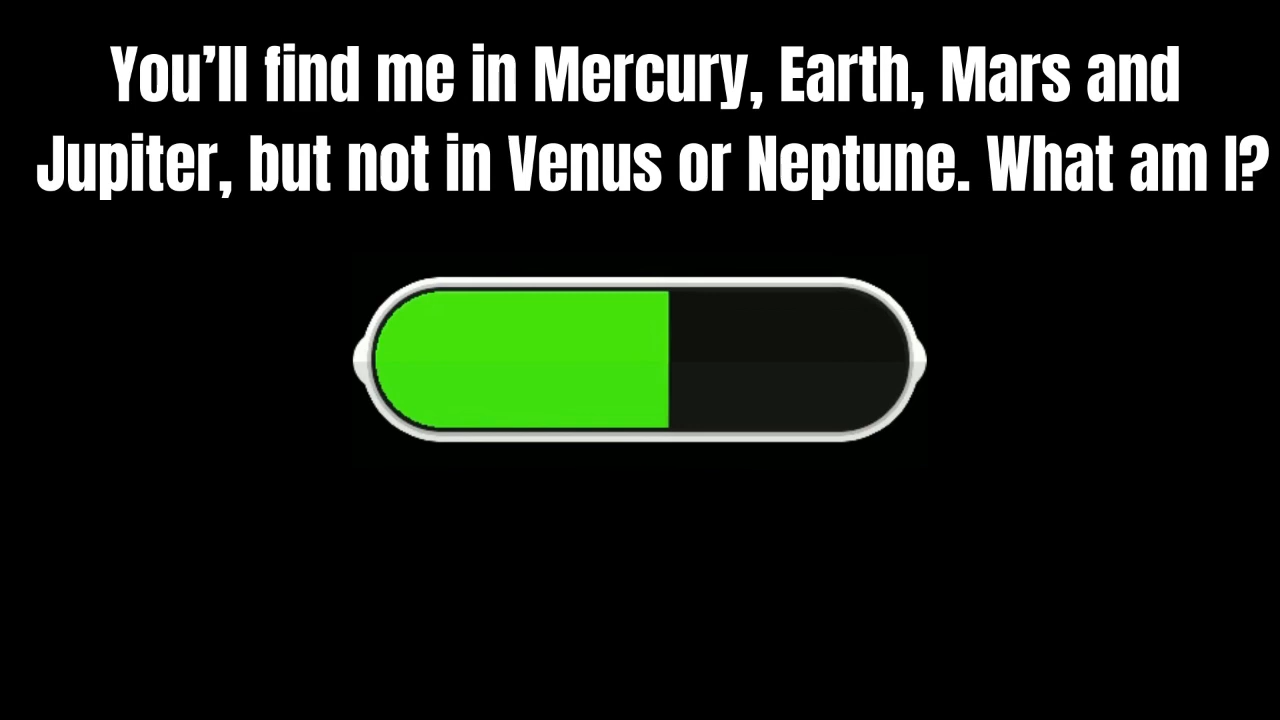 You’ll find me in Mercury, Earth, Mars and
Jupiter, but not in Venus or Neptune. What am I?